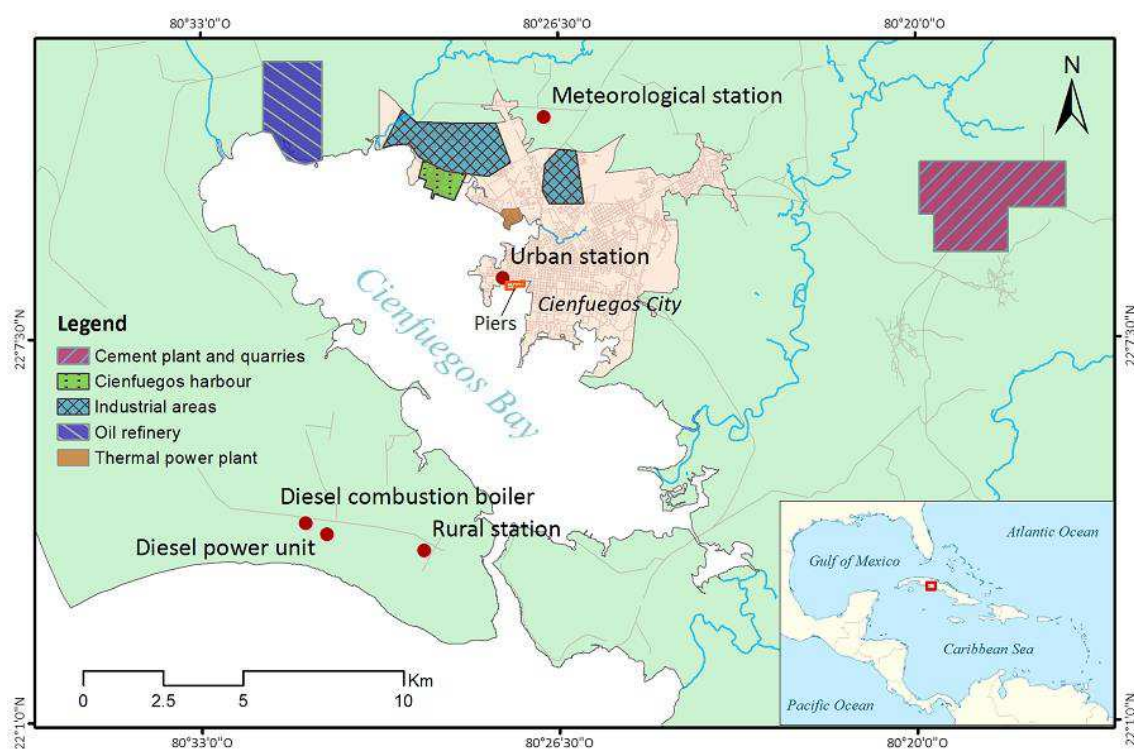 80°33'0"O
80°26'30"O
80°20'0"O
N
Meteorological station
Urban station
Cienfuegos City
Piers
Cienfuegos Bay
22°7'30"N
22°7'30"N
Legend
Cement plant and quarries
Cienfuegos harbour
Industrial areas
Oil refinery
Thermal power plant
Diesel combustion boiler
Rural station
Diesel power unit
Atlantic Ocean
Gulf of Mexico
Caribbean Sea
Pacific Ocean
Km
0
2.5
5
10
22°1'0"N
22°1'0"N
80°33'0"O
80°26'30"O
80°20'0"O